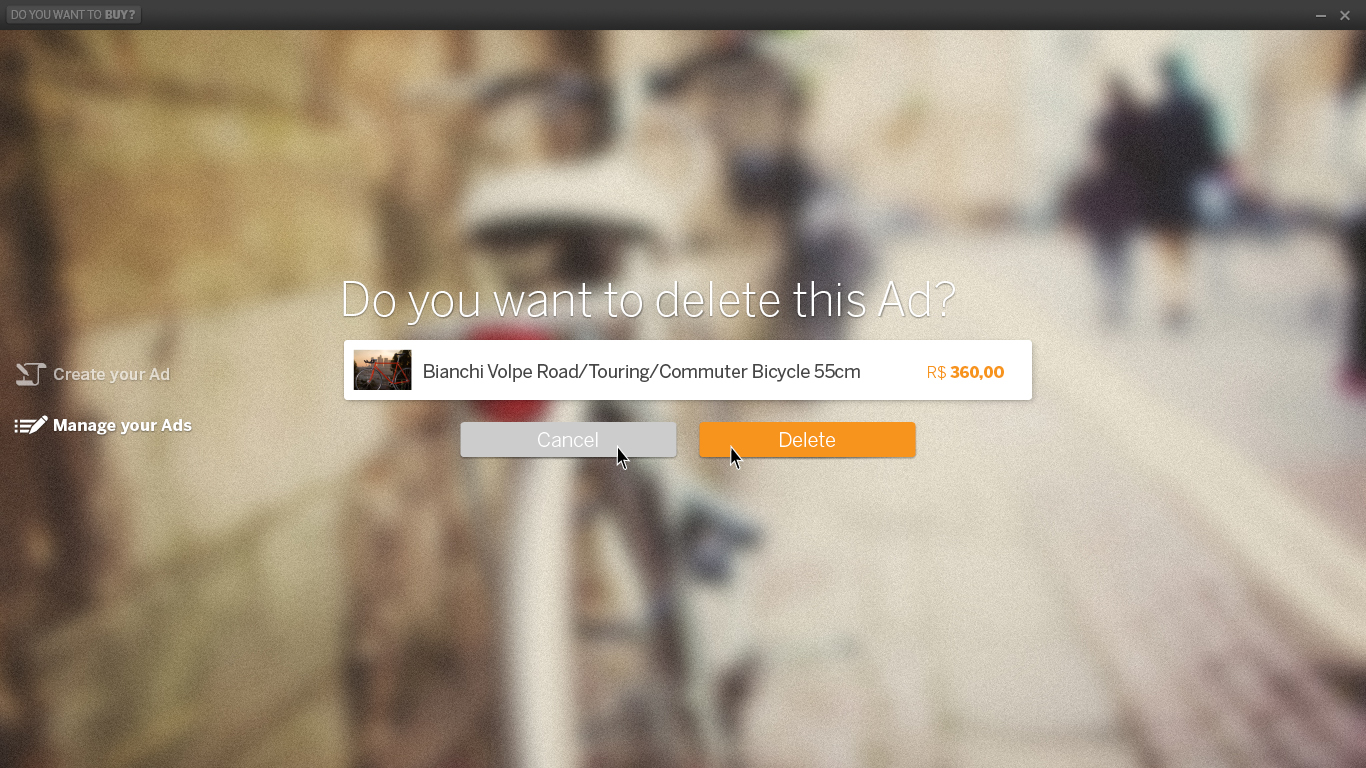 DO YOU WANT TO BUY?
Do you want to delete this Ad?
Bianchi Volpe Road/Touring/Commuter Bicycle 55cm R$ 360,00
Create your Ad
Manage your Ads
Cancel Delete